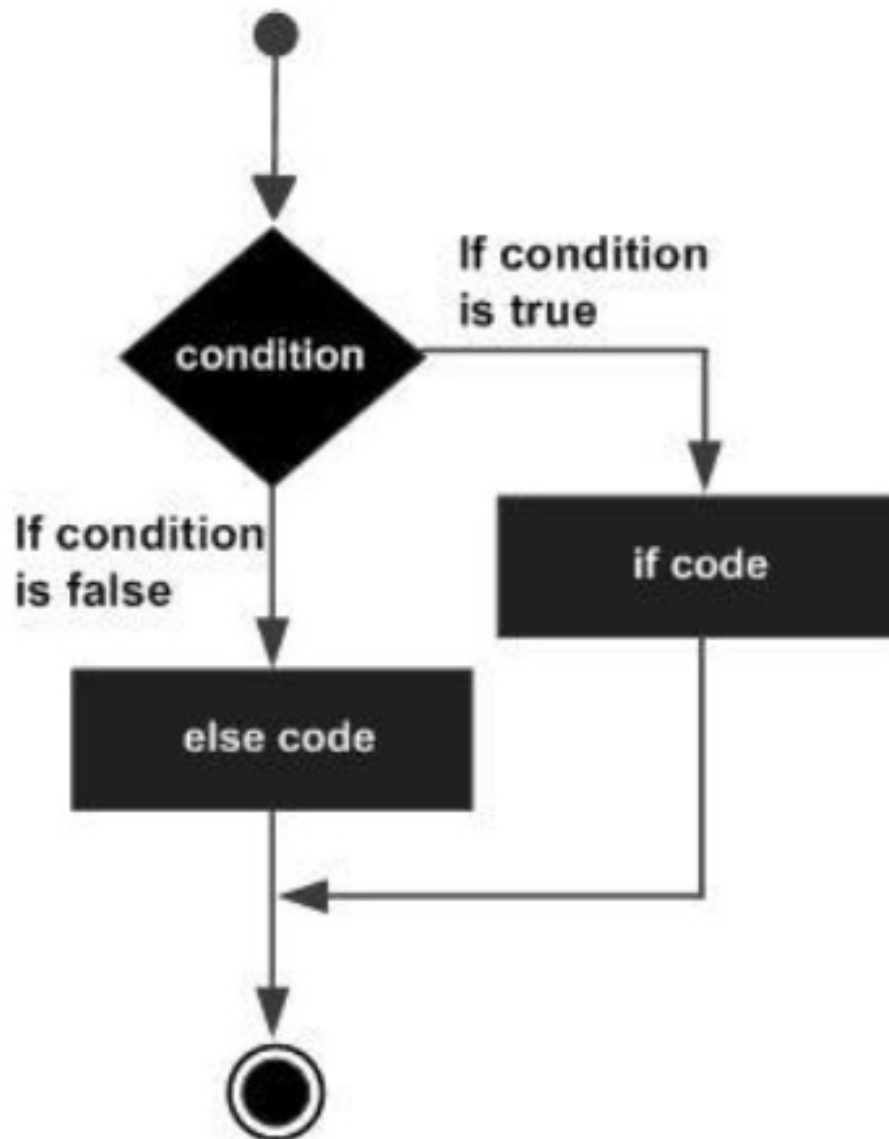 If condition
is true
condition
If condition
is false
if code
else code